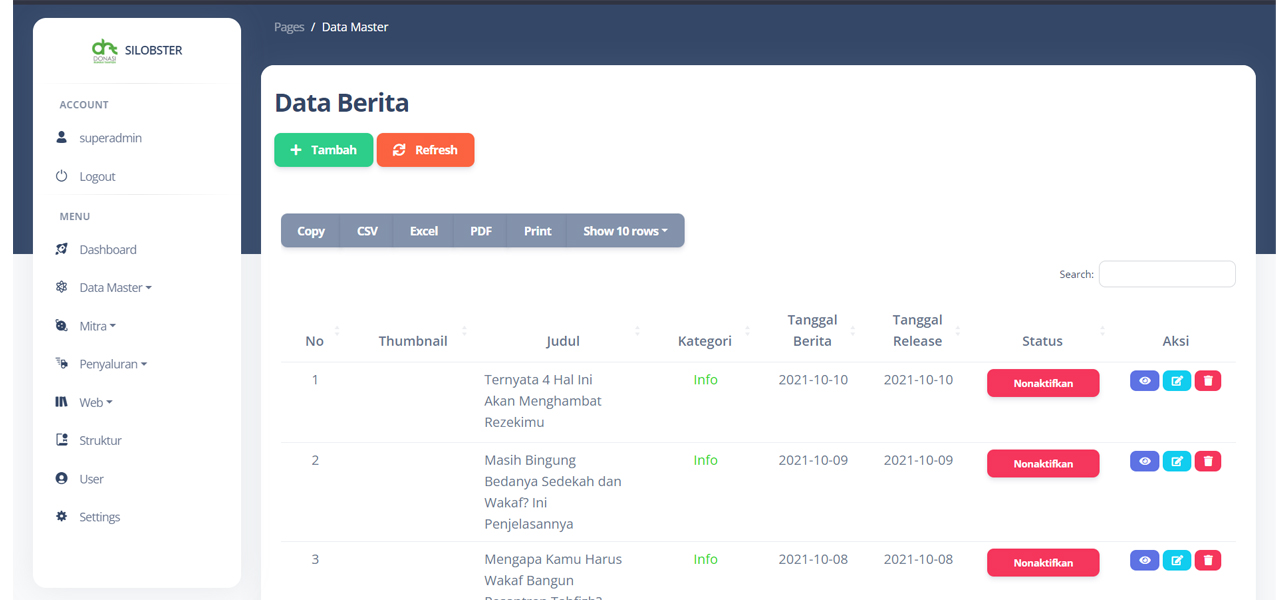 Pages / Data Master
DONASI
SILOBSTER
ACCOUNT
superadmin
Logout
MENU
Dashboard
Data Master
Mitra
Penyaluran
Web
Struktur
User
Settings
Data Berita
Tambah Refresh
Copy CSV Excel PDF Print Show 10 rows
Search:
No Thumbnail Judul Kategori Tanggal Berita Tanggal Release Status Aksi
1 Ternyata 4 Hal Ini Info 2021-10-10 2021-10-10 Nonaktifkan
Akan Menghambat
Rezekimu
2 Masih Bingung Info 2021-10-09 2021-10-09 Nonaktifkan
Bedanya Sedekah dan
Wakaf? Ini
Penjelasannya
3 Mengapa Kamu Harus Info 2021-10-08 2021-10-08 Nonaktifkan
Wakaf Bangun
Pesantren Tahfizh?